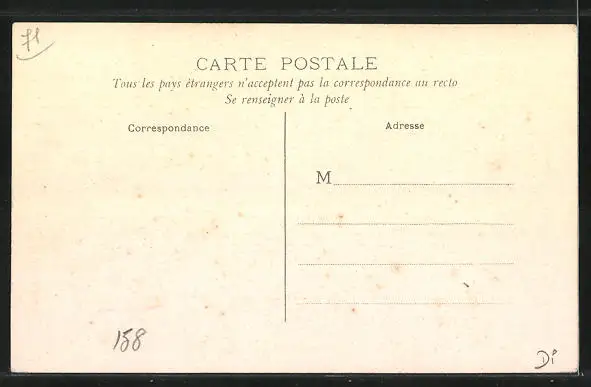 71
CARTE POSTALE
Tous les pays étrangers n'acceptent pas la correspondance au recto
Se renseigner à la poste
Correspondance
Adresse
M
158
Di